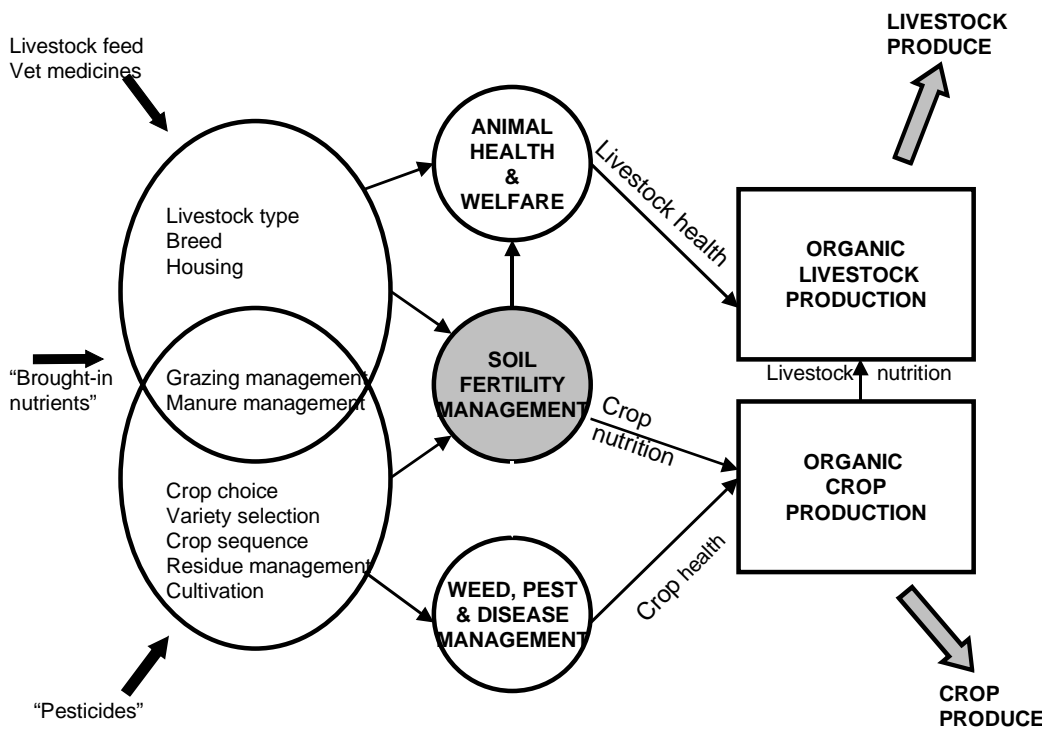 Livestock feed
Vet medicines
LIVESTOCK
PRODUCE
ANIMAL
HEALTH
&
WELFARE
Livestock health
Livestock type
Breed
Housing
ORGANIC
LIVESTOCK
PRODUCTION
"Brought-in
nutrients"
Grazing management
Manure management
SOIL
FERTILITY
MANAGEMENT
Livestock nutrition
Crop
nutrition
ORGANIC
CROP
PRODUCTION
Crop choice
Variety selection
Crop sequence
Residue management
Cultivation
WEED, PEST
& DISEASE
MANAGEMENT
Crop health
"Pesticides"
CROP
PRODUCE